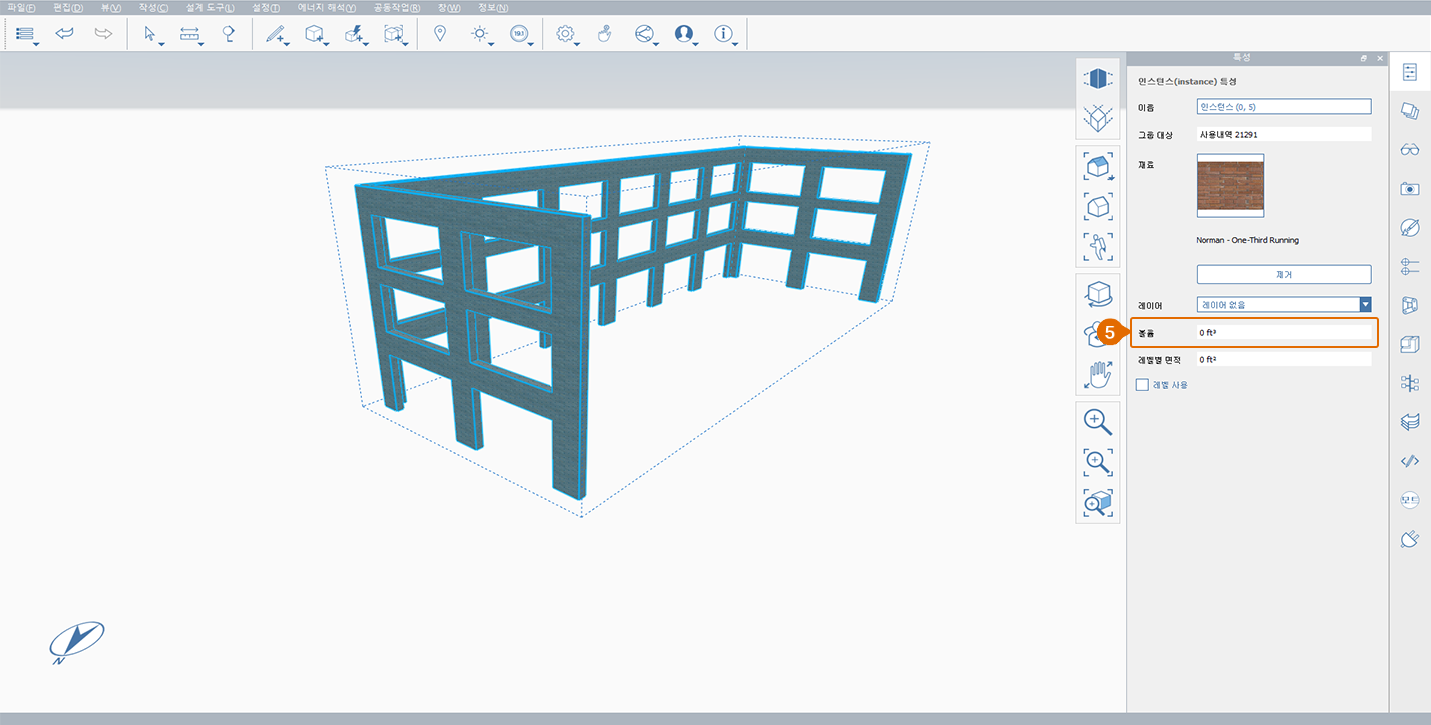 파일(F) 편집(D) 뷰(V) 작성(C) 설계 도구(L) 설정(T) 에너지 해석(Y) 공동작업(R) 창(W) 정보(N)
19.1
특성
인스턴스(instance) 특성
이름 인스턴스 (0, 5)
그룹 대상 사용내역 21291
재료
Norman - One-Third Running
제거
레이어 레이어 없음
5 볼륨 0 ft³
레벨별 면적 0 ft²
레벨 사용
모드
N